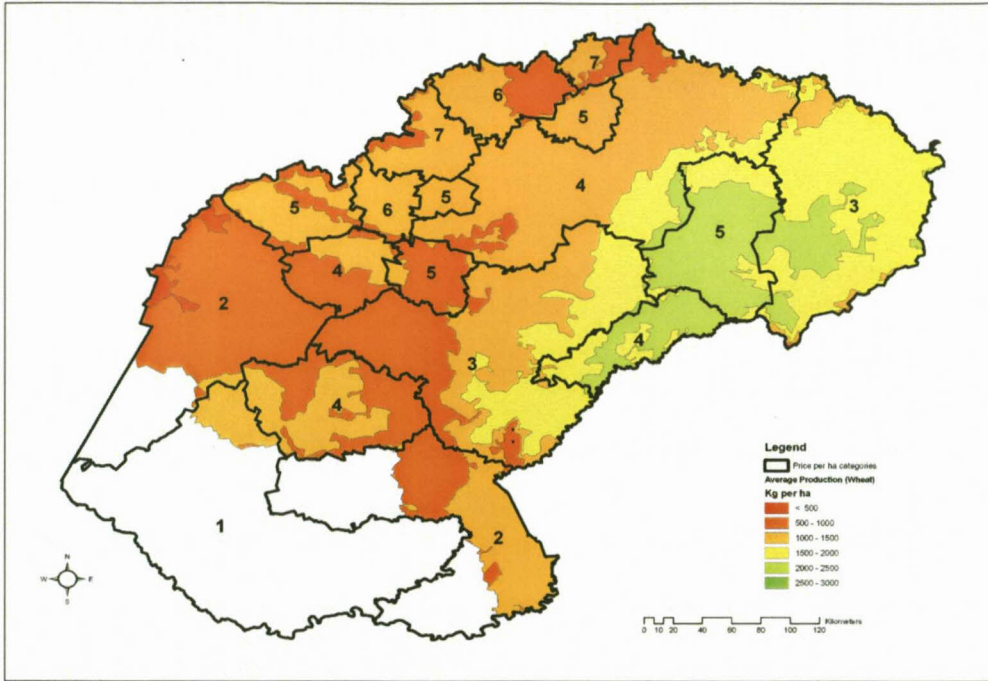 7
6
5
7
4
5
6
5
3
5
4
5
2
4
3
4
1
2
Legend
Price per ha categories
Average Production (Wheat)
Kg per ha
< 500
500 - 1000
1000 - 1500
1500 - 2000
2000 - 2500
2500 - 3000
N
W E
S
0 10 20 40 60 80 100 120 Kilometers